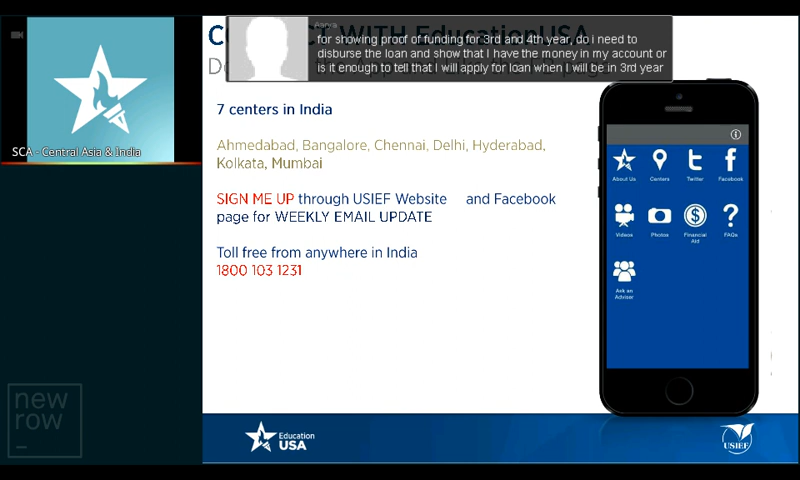 CO CT WITH EducationUSA
Aanya
for showing proof of funding for 3rd and 4th year, do i need to
disburse the loan and show that I have the money in my account or
is it enough to tell that I will apply for loan when I will be in 3rd year
SCA - Central Asia & India
7 centers in India
Ahmedabad, Bangalore, Chennai, Delhi, Hyderabad,
Kolkata, Mumbai
SIGN ME UP through USIEF Website and Facebook
page for WEEKLY EMAIL UPDATE
Toll free from anywhere in India
1800 103 1231
About Us Centers Twitter Facebook
Videos Photos Financial Aid FAQs
Ask an Adviser
new
row
Education
USA
USIEF